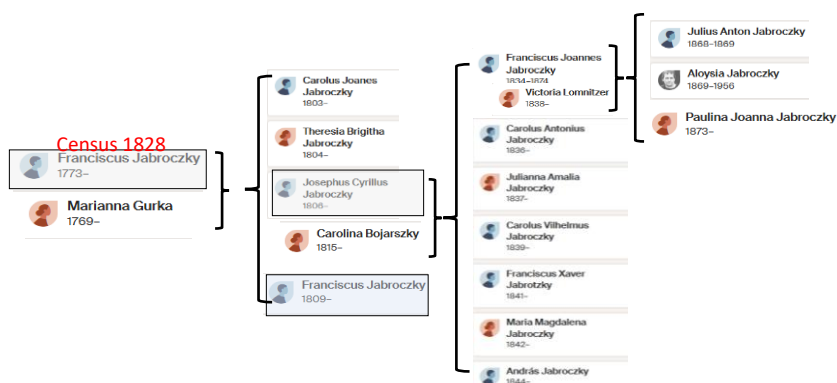 Census 1828
Franciscus Jabroczky
1773–
Marianna Gurka
1769–
Carolus Joanes
Jabroczky
1803–
Theresia Brigitha
Jabroczky
1804–
Josephus Cyrillus
Jabroczky
1806–
Carolina Bojarszky
1815–
Franciscus Jabroczky
1809–
Franciscus Joannes
Jabroczky
1834–1874
Victoria Lomnitzer
1838–
Carolus Antonius
Jabroczky
1836–
Julianna Amalia
Jabroczky
1837–
Carolus Vilhelmus
Jabroczky
1839–
Franciscus Xaver
Jabrotzky
1841–
Maria Magdalena
Jabroczky
1842–
András Jabroczky
1844–
Julius Anton Jabroczky
1868–1869
Aloysia Jabroczky
1869–1956
Paulina Joanna Jabroczky
1873–